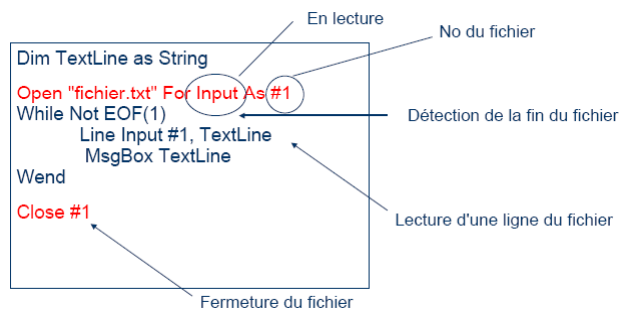 En lecture
No du fichier
Dim TextLine as String
Open "fichier.txt" For Input As #1
While Not EOF(1)
Détection de la fin du fichier
Line Input #1, TextLine
MsgBox TextLine
Wend
Close #1
Lecture d'une ligne du fichier
Fermeture du fichier